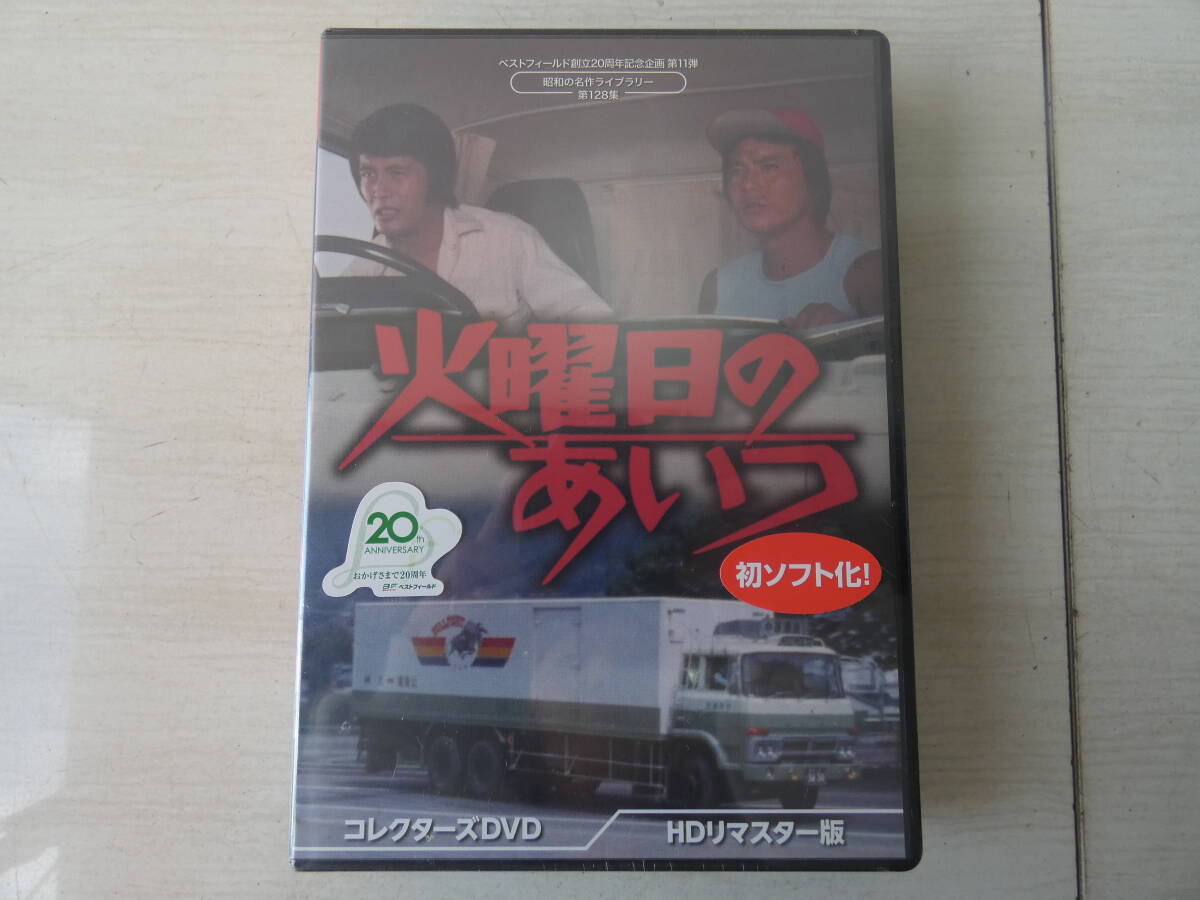 ベストフィールド創立20周年記念企画 第11弾
昭和の名作ライブラリー
第128集
火曜日の
あいつ
20th
ANNIVERSARY
おかげさまで20周年
ベストフィールド
初ソフト化!
コレクターズDVD
HDリマスター版